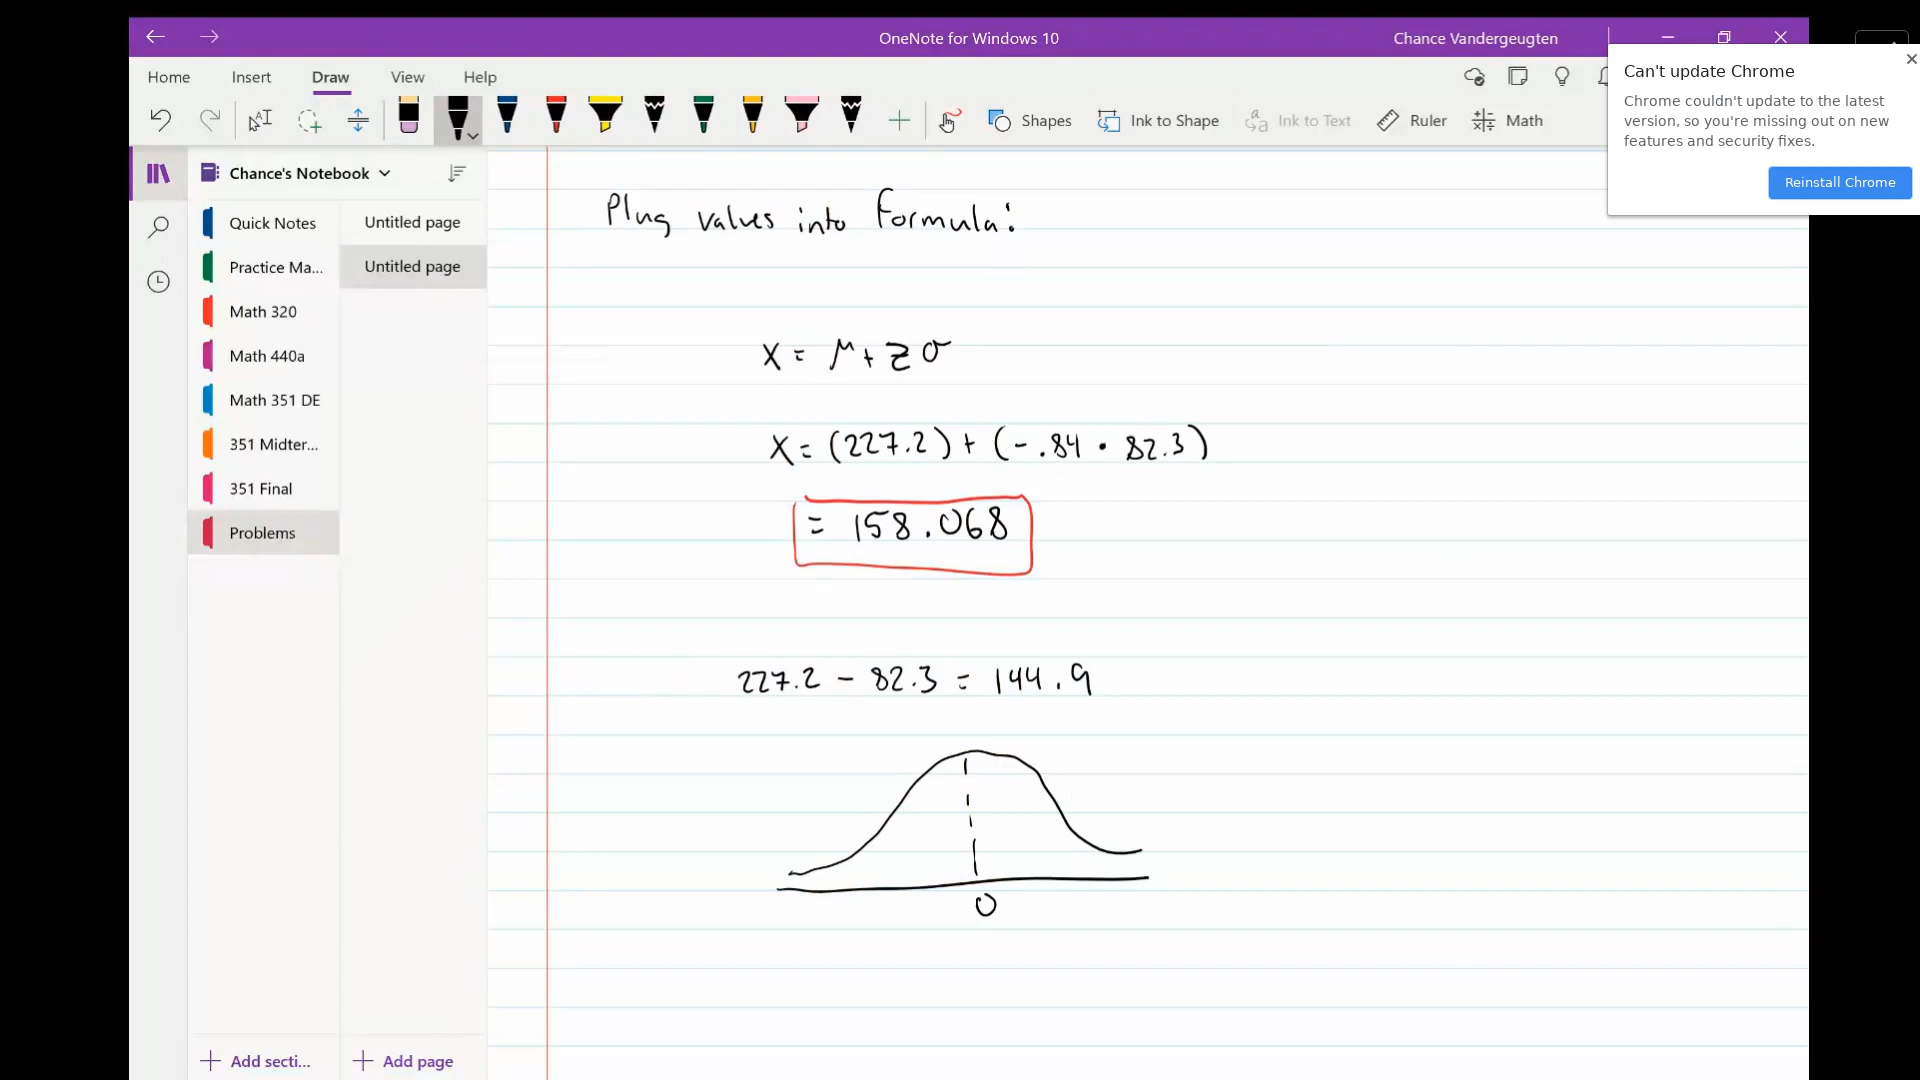 OneNote for Windows 10
Chance Vandergeugten
Can't update Chrome
Chrome couldn't update to the latest
version, so you're missing out on new
features and security fixes.
Reinstall Chrome
Home Insert Draw View Help
Shapes Ink to Shape Ink to Text Ruler Math
Chance's Notebook
Quick Notes
Practice Ma...
Math 320
Math 440a
Math 351 DE
351 Midter...
351 Final
Problems
Untitled page
Untitled page
Plug values into Formula:
X = μ + z σ
X = (227.2) + (-.84 • 82.3)
= 158.068
227.2 - 82.3 = 144.9
0
Add secti...
Add page